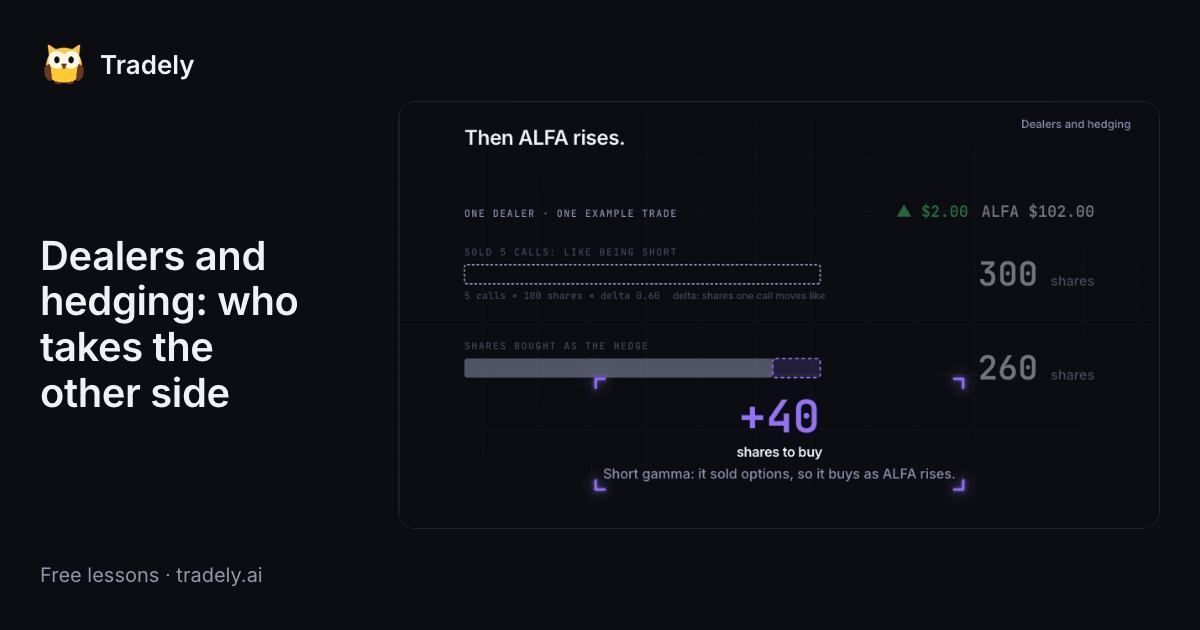 Tradely
Dealers and
hedging: who
takes the
other side
Free lessons · tradely.ai
Dealers and hedging
Then ALFA rises.
ONE DEALER · ONE EXAMPLE TRADE
▲ $2.00 ALFA $102.00
SOLD 5 CALLS: LIKE BEING SHORT
300 shares
5 calls × 100 shares × delta 0.60 delta: shares one call moves like
SHARES BOUGHT AS THE HEDGE
260 shares
+40
shares to buy
Short gamma: it sold options, so it buys as ALFA rises.